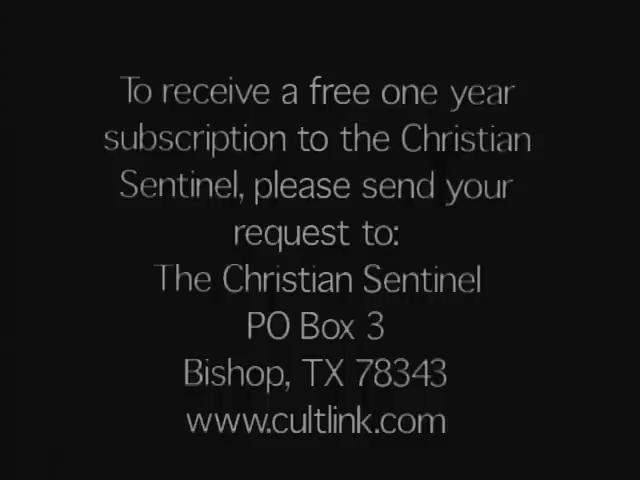 To receive a free one year
subscription to the Christian
Sentinel, please send your
request to:
The Christian Sentinel
PO Box 3
Bishop, TX 78343
www.cultlink.com